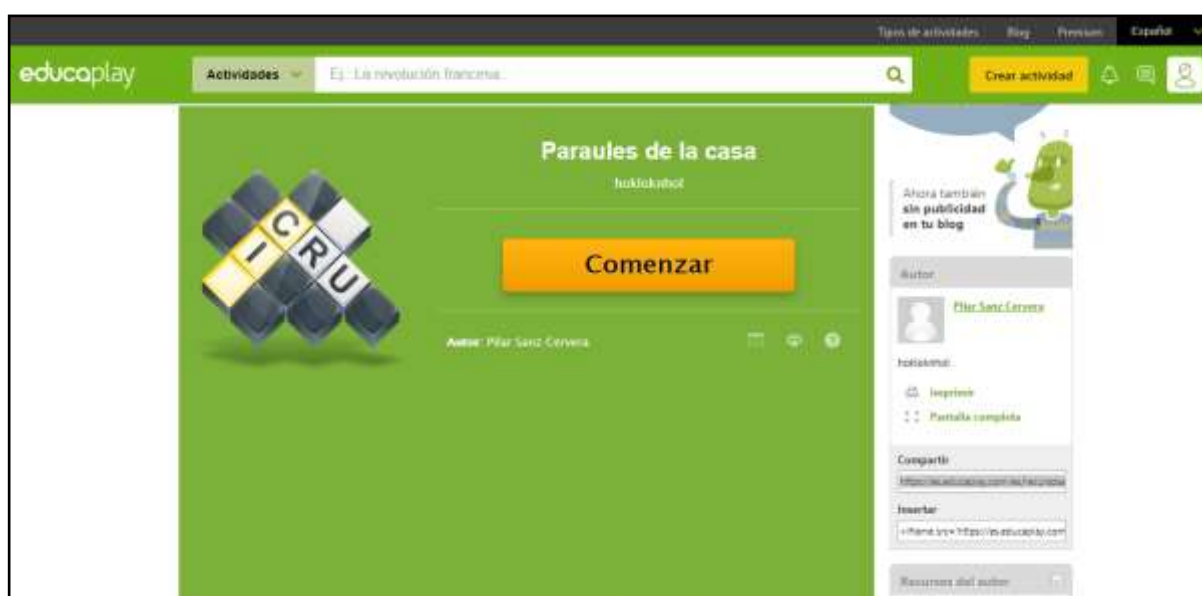 Tipos de actividades Blog Premium Español
educaplay Actividades Ej.: La revolución francesa... Crear actividad
Paraules de la casa
Comenzar
Autor: Pilar Sanz Cervera
CRU
I
Ahora también
sin publicidad
en tu blog
Autor
Pilar Sanz Cervera
Imprimir
Pantalla completa
Compartir
Insertar
Recursos del autor